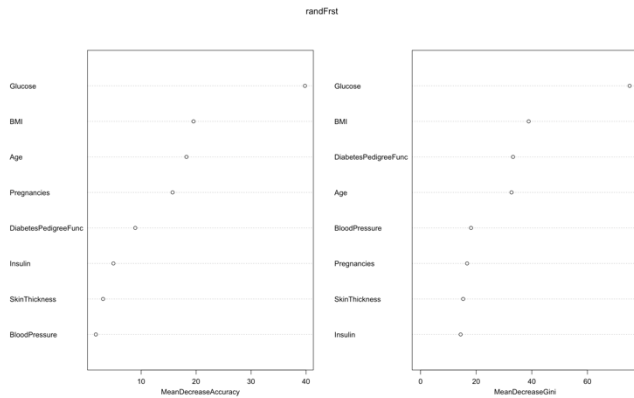 randFrst
Glucose
BMI
Age
Pregnancies
DiabetesPedigreeFunc
Insulin
SkinThickness
BloodPressure
10 20 30 40
MeanDecreaseAccuracy
Glucose
BMI
DiabetesPedigreeFunc
Age
BloodPressure
Pregnancies
SkinThickness
Insulin
0 20 40 60
MeanDecreaseGini